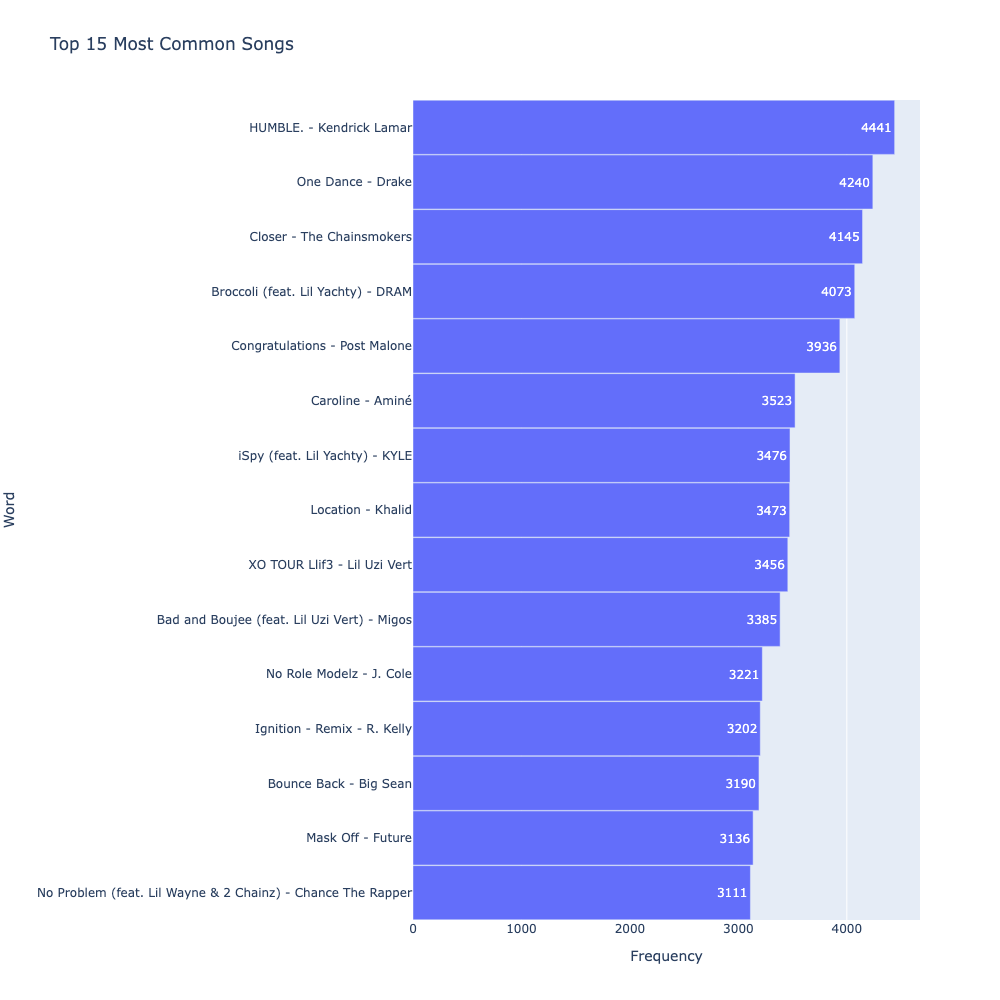 Top 15 Most Common Songs
HUMBLE. - Kendrick Lamar 4441
One Dance - Drake 4240
Closer - The Chainsmokers 4145
Broccoli (feat. Lil Yachty) - DRAM 4073
Congratulations - Post Malone 3936
Caroline - Aminé 3523
iSpy (feat. Lil Yachty) - KYLE 3476
Location - Khalid 3473
XO TOUR Llif3 - Lil Uzi Vert 3456
Bad and Boujee (feat. Lil Uzi Vert) - Migos 3385
No Role Modelz - J. Cole 3221
Ignition - Remix - R. Kelly 3202
Bounce Back - Big Sean 3190
Mask Off - Future 3136
No Problem (feat. Lil Wayne & 2 Chainz) - Chance The Rapper 3111
0 1000 2000 3000 4000
Frequency
Word